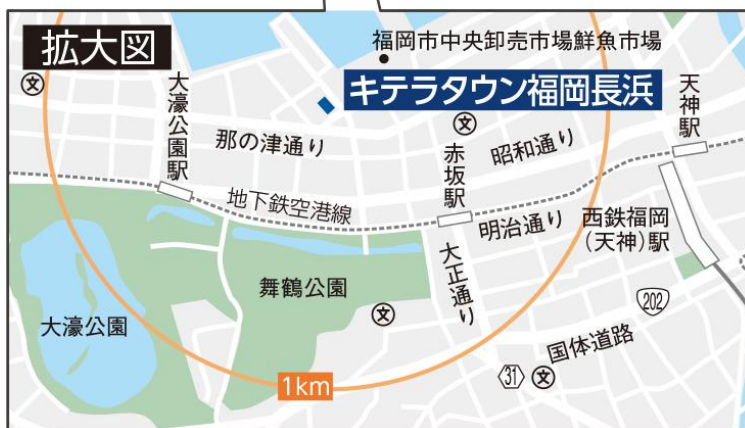 拡大図
福岡市中央卸売市場鮮魚市場
キテラタウン福岡長浜
文
大濠公園駅
那の津通り
文
赤坂駅
昭和通り
天神駅
地下鉄空港線
明治通り
西鉄福岡
(天神)駅
大正通り
舞鶴公園
大濠公園
文
202
国体道路
1km
31
文